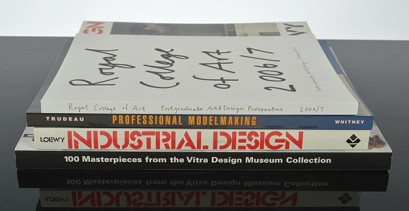 Royal
College
of Art
2006/7
Royal College of Art Postgraduate Art & Design Prospectus 2006/7
TRUDEAU PROFESSIONAL MODELMAKING WHITNEY
LOEWY INDUSTRIAL DESIGN
100 Masterpieces from the Vitra Design Museum Collection